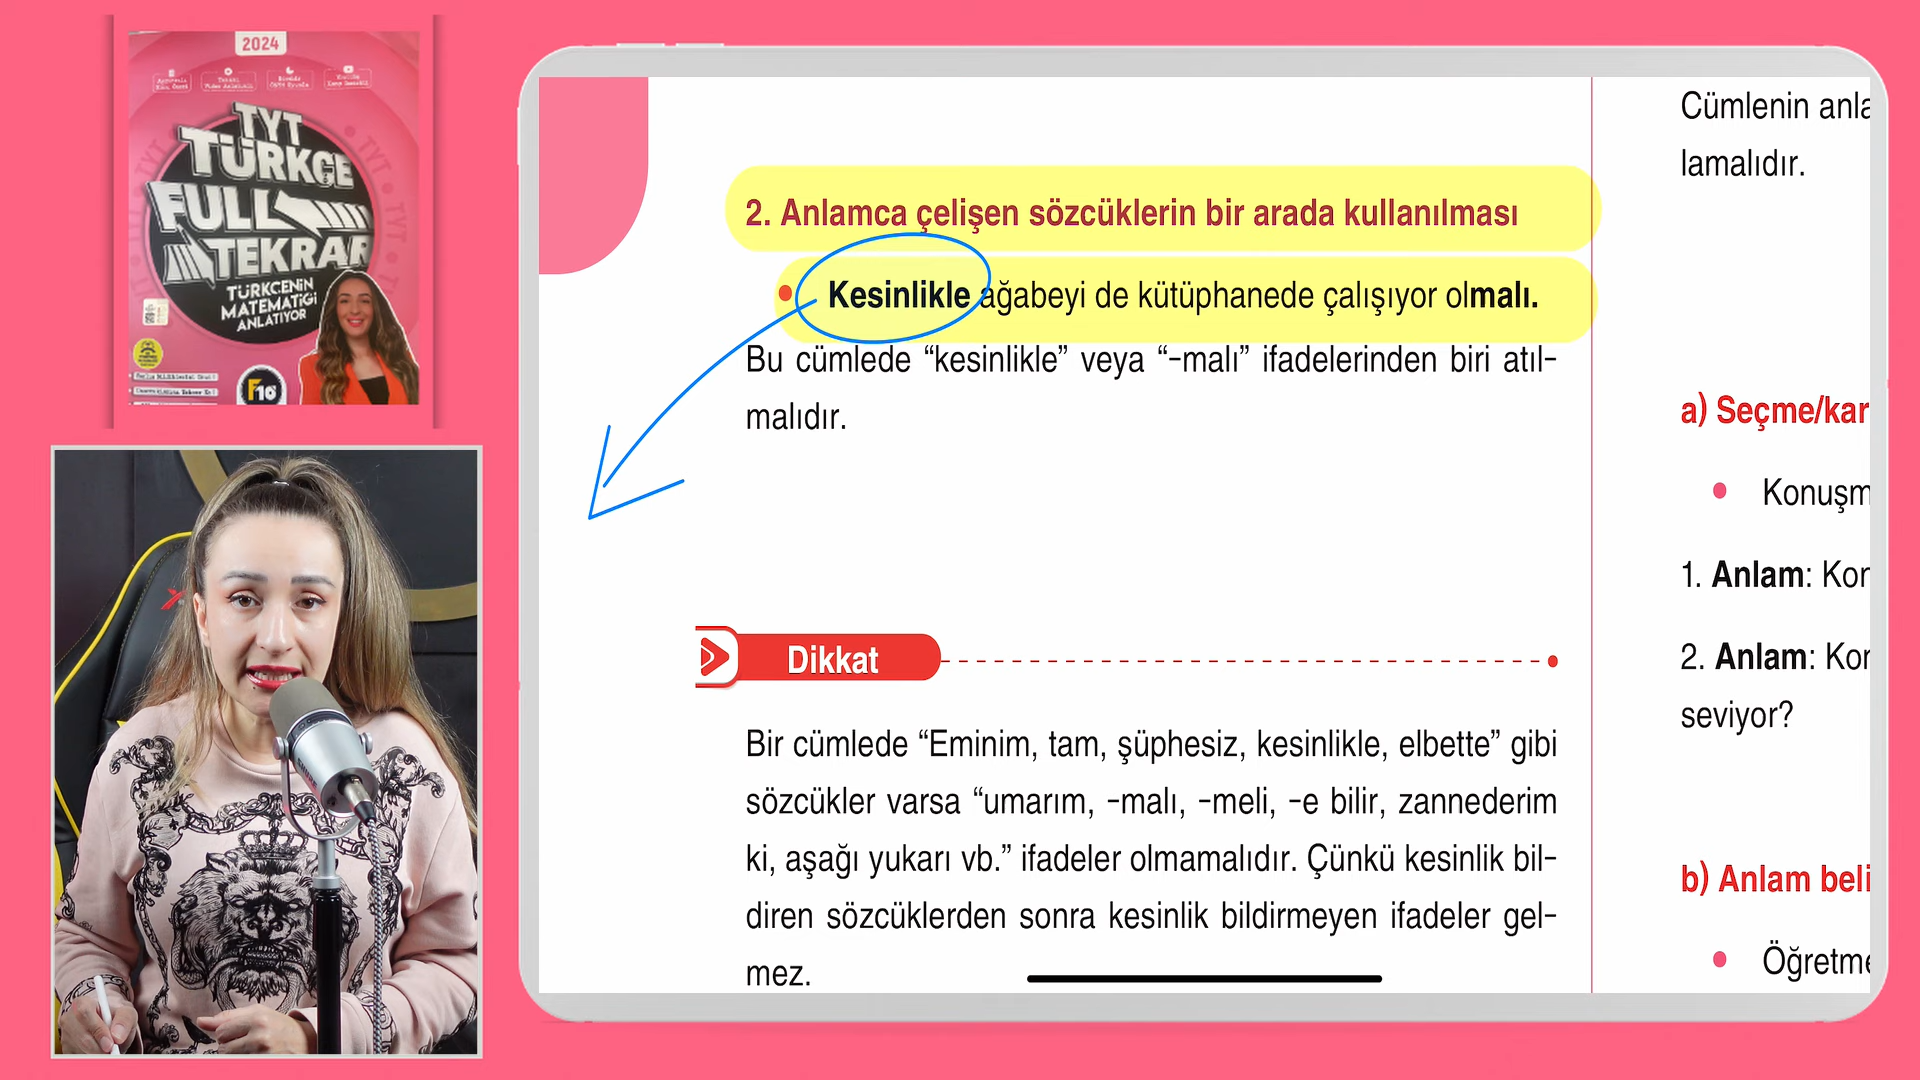 2024
TYT
TÜRKÇE
FULL
TEKRAR
TÜRKCENİN
MATEMATİĞİ
ANLATIYOR
F10
2. Anlamca çelişen sözcüklerin bir arada kullanılması
Kesinlikle ağabeyi de kütüphanede çalışıyor olmalı.
Bu cümlede “kesinlikle” veya “-malı” ifadelerinden biri atıl-
malıdır.
Dikkat
Bir cümlede “Eminim, tam, şüphesiz, kesinlikle, elbette” gibi
sözcükler varsa “umarım, -malı, -meli, -e bilir, zannederim
ki, aşağı yukarı vb.” ifadeler olmamalıdır. Çünkü kesinlik bil-
diren sözcüklerden sonra kesinlik bildirmeyen ifadeler gel-
mez.
Cümlenin anla
lamalıdır.
a) Seçme/kar
Konuşm
1. Anlam: Kor
2. Anlam: Kor
seviyor?
b) Anlam beli
Öğretme